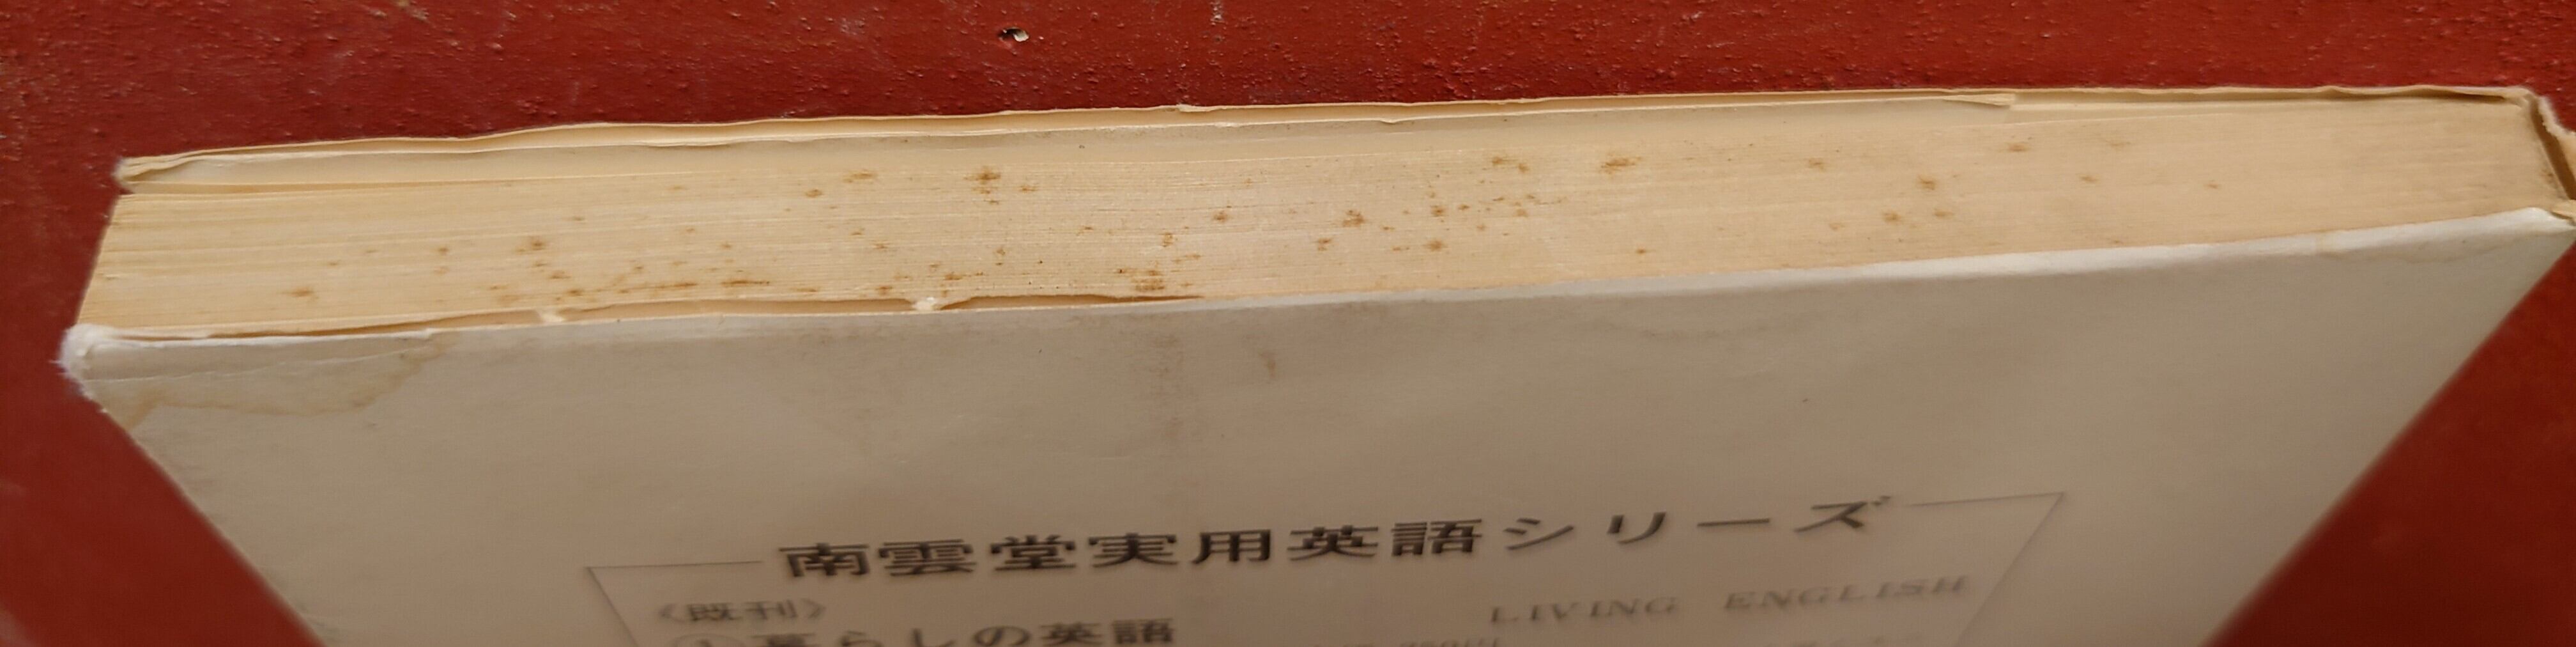 南雲堂実用英語シリーズ
〈既刊〉
LIVING ENGLISH
①暮らしの英語